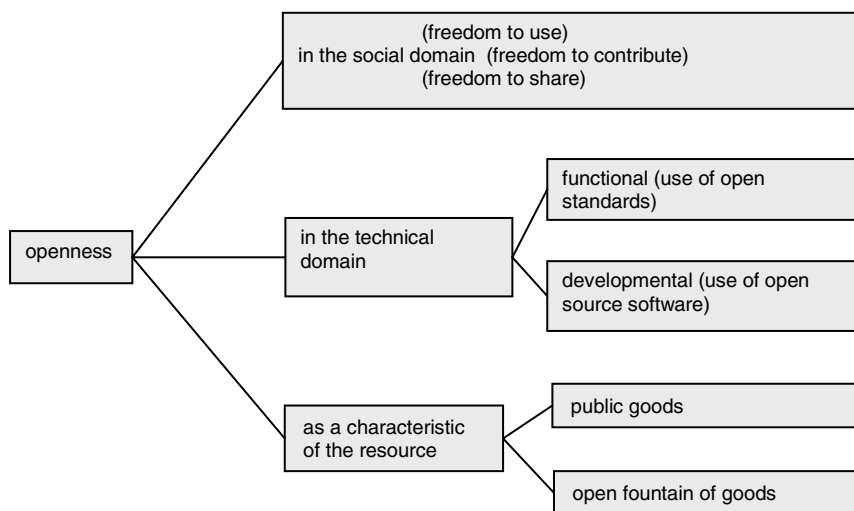 (freedom to use)
in the social domain (freedom to contribute)
(freedom to share)
functional (use of open
standards)
openness
in the technical
domain
developmental (use of open
source software)
public goods
as a characteristic
of the resource
open fountain of goods